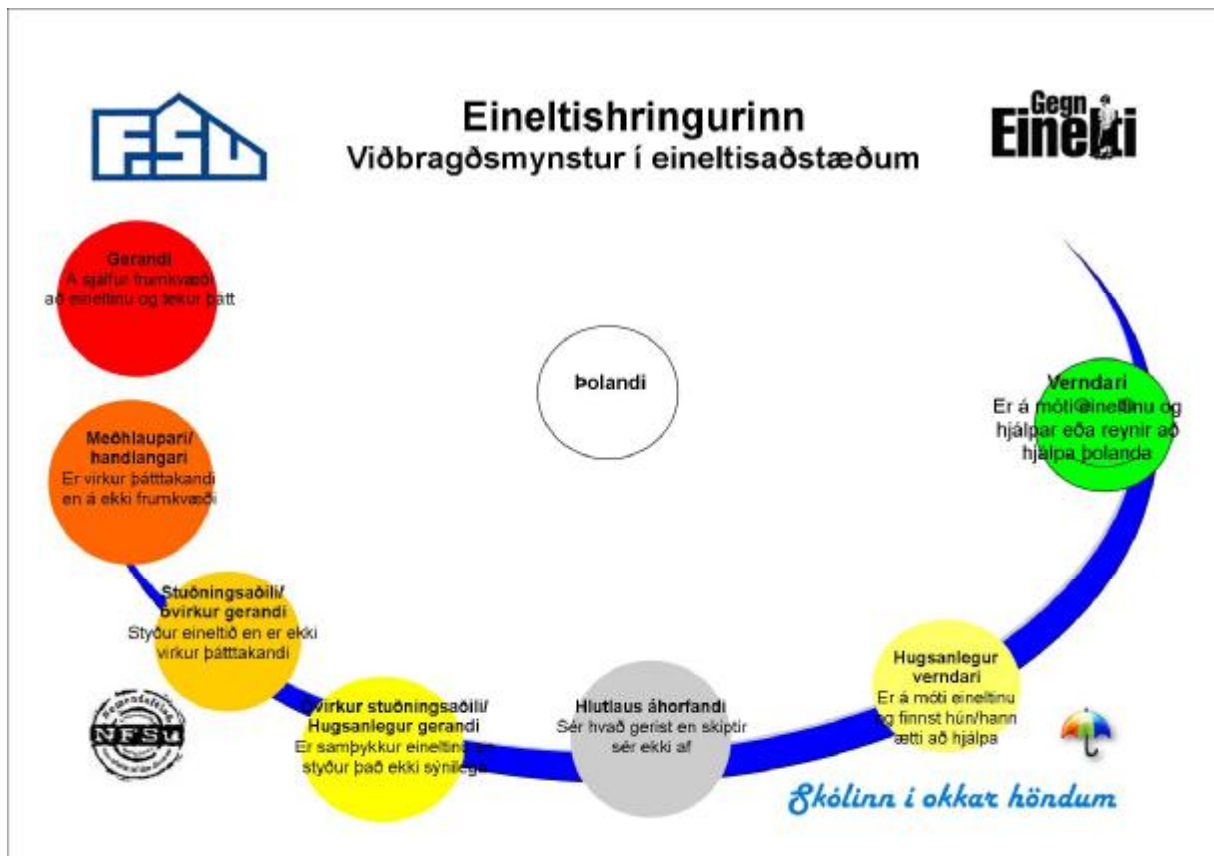 FSU
Eineltishringurinn
Viðbragðsmynstur í eineltisaðstæðum
Gegn
Einelti
Gerandi
Á sjálfur frumkvæði
að eineltinu og tekur þátt
Þolandi
Verndari
Er á móti eineltinu og
hjálpar eða reynir að
hjálpa þolanda
Meðhlaupari/
handlangari
Er virkur þátttakandi
en á ekki frumkvæði
Stuðningsaðili/
óvirkur gerandi
Styður eineltið en er ekki
virkur þátttakandi
Óvirkur stuðningsaðili/
Hugsanlegur gerandi
Er samþykkur eineltinu en
styður það ekki sýnilega
Hlutlaus áhorfandi
Sér hvað gerist en skiptir
sér ekki af
Hugsanlegur
verndari
Er á móti eineltinu
og finnst hún/hann
ætti að hjálpa
NFSu
Skólinn í okkar höndum